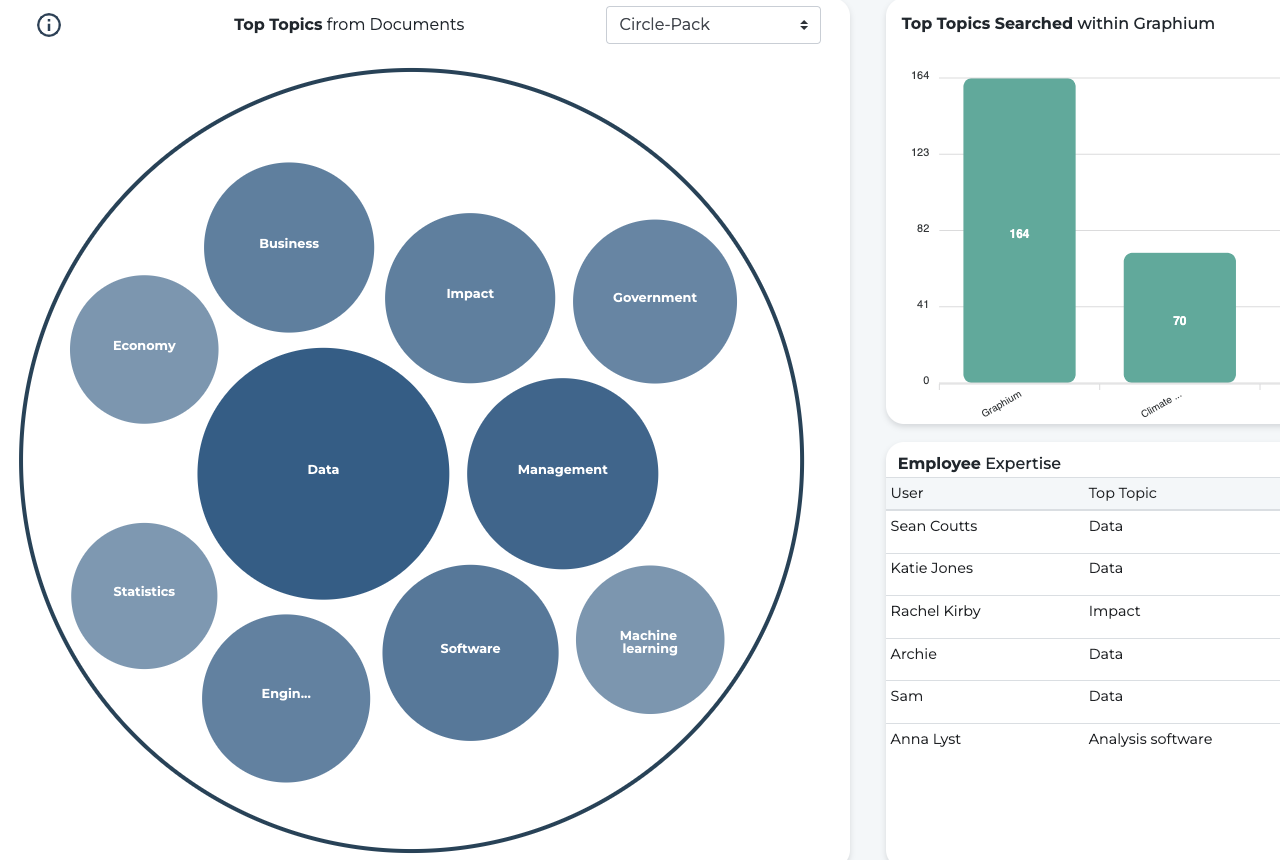 Top Topics from Documents
Circle-Pack
Business
Impact
Government
Economy
Data
Management
Statistics
Software
Machine
learning
Engin...
Top Topics Searched within Graphium
164
123
82
41
0
164
70
Graphium
Climate ...
Employee Expertise
User Top Topic
Sean Coutts Data
Katie Jones Data
Rachel Kirby Impact
Archie Data
Sam Data
Anna Lyst Analysis software